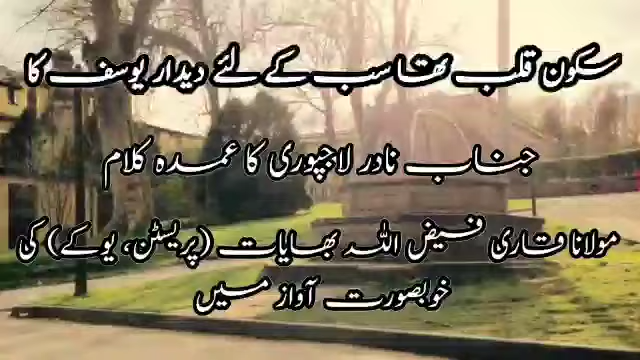 سکون قلب تھا سب کے لئے دیدار یوسف کا
جناب نادر لاجپوری کا عمدہ کلام
مولانا قاری فیض اللہ بھایات (پریسٹن، یوکے) کی
خوبصورت آواز میں